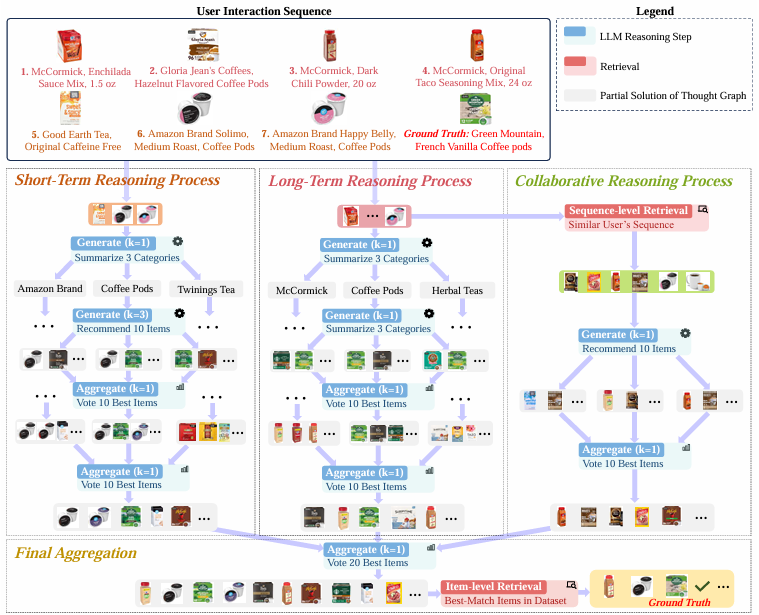 User Interaction Sequence
Legend
1. McCormick, Enchilada
Sauce Mix, 1.5 oz
2. Gloria Jean's Coffees,
Hazelnut Flavored Coffee Pods
3. McCormick, Dark
Chili Powder, 20 oz
4. McCormick, Original
Taco Seasoning Mix, 24 oz
5. Good Earth Tea,
Original Caffeine Free
6. Amazon Brand Solimo,
Medium Roast, Coffee Pods
7. Amazon Brand Happy Belly,
Medium Roast, Coffee Pods
Ground Truth: Green Mountain,
French Vanilla Coffee pods
LLM Reasoning Step
Retrieval
Partial Solution of Thought Graph
Short-Term Reasoning Process
Generate (k=1)
Summarize 3 Categories
Amazon Brand
Coffee Pods
Twinings Tea
...
Generate (k=3)
Recommend 10 Items
...
...
...
...
...
Aggregate (k=1)
Vote 10 Best Items
...
...
...
...
...
Aggregate (k=1)
Vote 10 Best Items
...
Long-Term Reasoning Process
...
Generate (k=1)
Summarize 3 Categories
McCormick
Coffee Pods
Herbal Teas
...
Generate (k=1)
Summarize 3 Categories
...
...
...
...
...
Aggregate (k=1)
Vote 10 Best Items
...
...
...
...
...
Aggregate (k=1)
Vote 10 Best Items
...
Collaborative Reasoning Process
Sequence-level Retrieval
Similar User's Sequence
Generate (k=1)
Recommend 10 Items
...
...
...
Aggregate (k=1)
Vote 10 Best Items
...
Final Aggregation
Aggregate (k=1)
Vote 20 Best Items
...
Item-level Retrieval
Best-Match Items in Dataset
...
Ground Truth